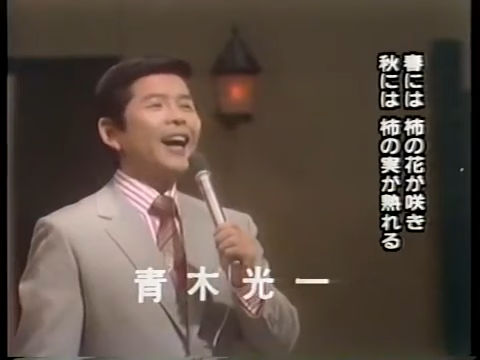 春には 柿の花が咲き
秋には 柿の実が熟れる
青木光一